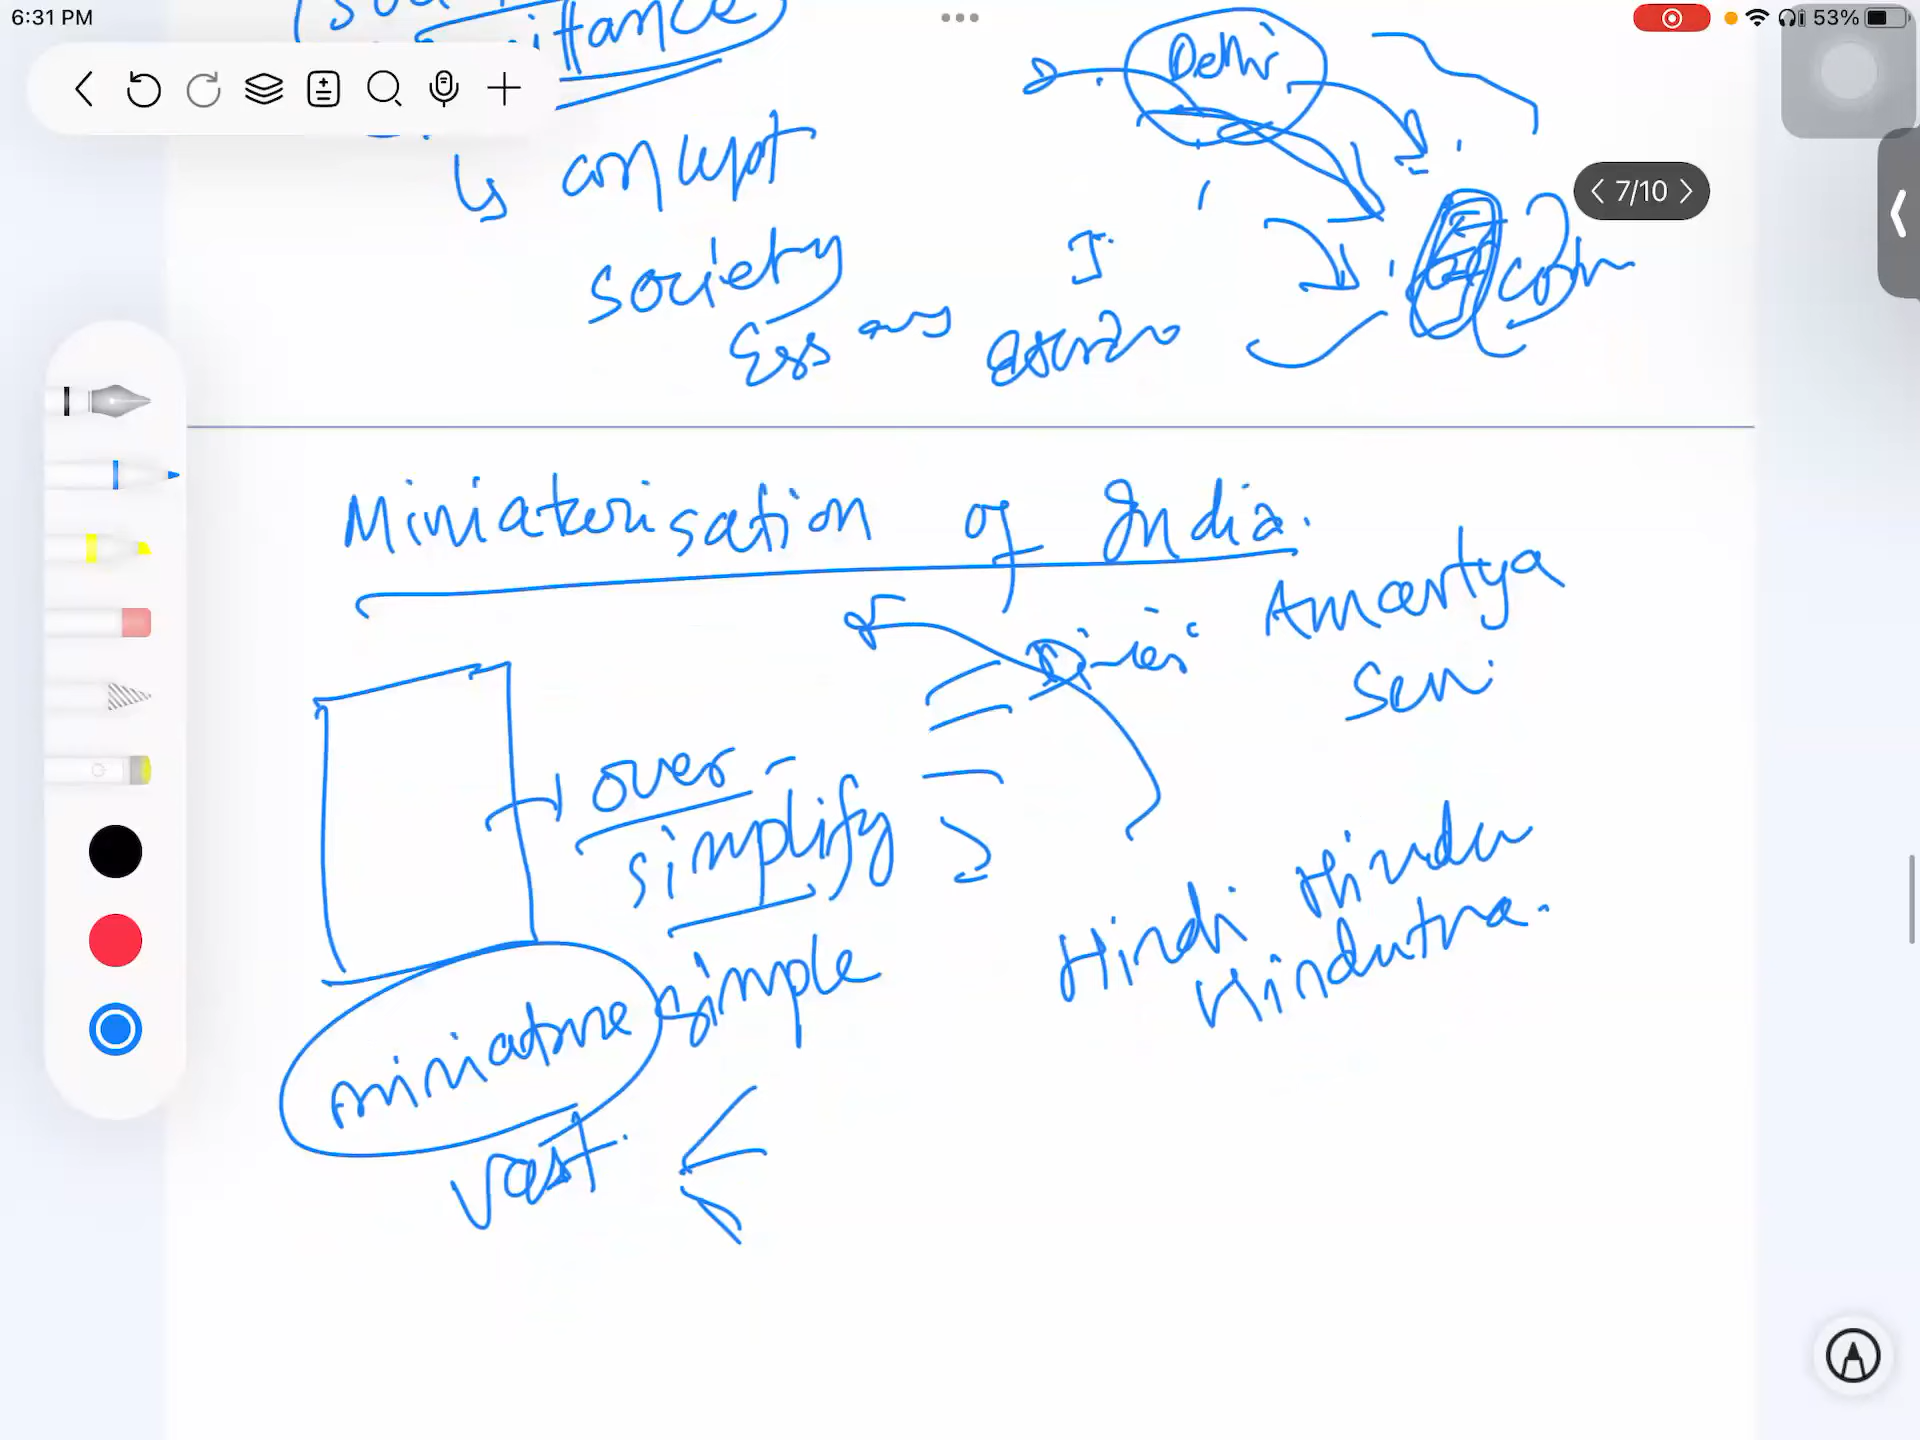 6:31 PM
53%
7/10
Delhi
concept
society
Miniaturisation of India.
Amartya
Sen
over-
simplify
simple
miniature
vast.
Hindi Hindu
Hindutva.